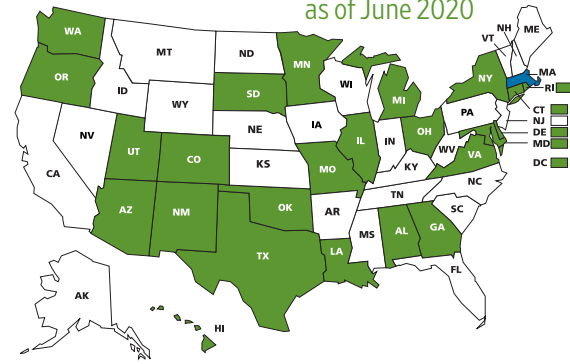 as of June 2020
WA
OR
CA
NV
ID
MT
WY
UT
CO
AZ
NM
ND
SD
NE
KS
OK
TX
MN
IA
MO
AR
LA
WI
IL
MI
IN
OH
KY
TN
MS
AL
GA
FL
SC
NC
VA
WV
PA
NY
VT
NH
ME
MA
RI
CT
NJ
DE
MD
DC
AK
HI